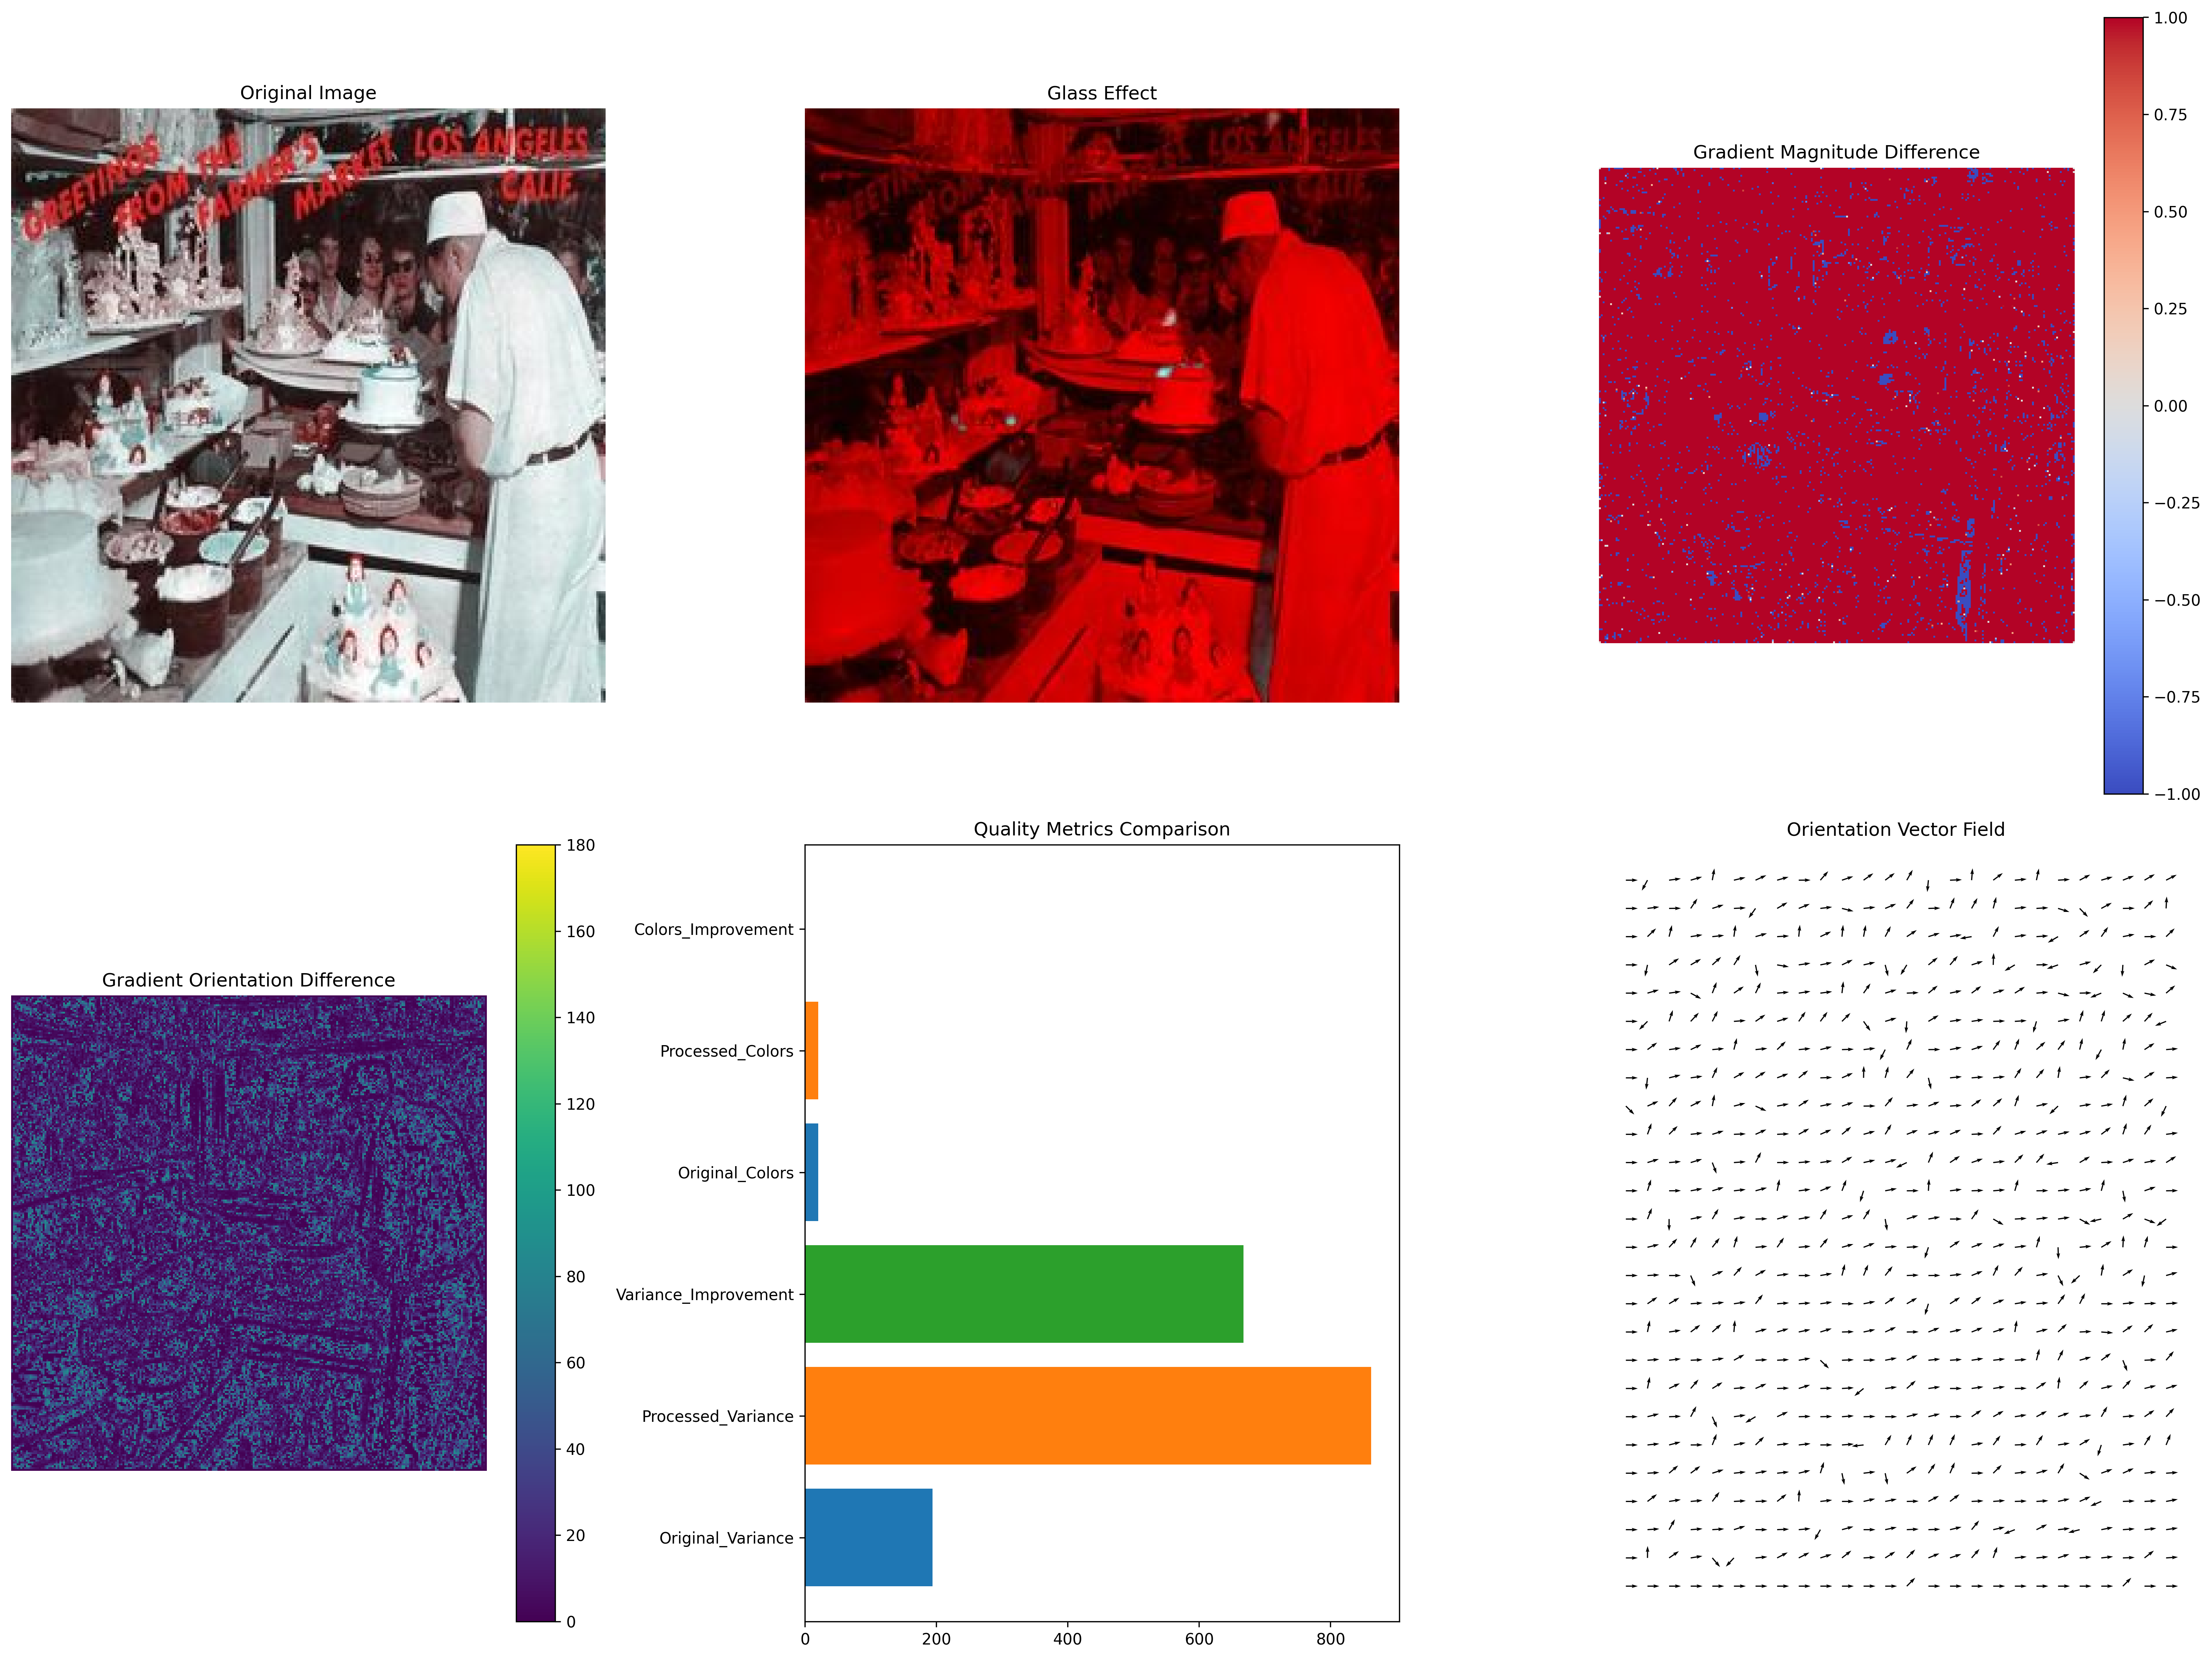 Original Image
GREETINGS FROM THE FARMER'S MARKET LOS ANGELES
CALIF.
Glass Effect
LOS ANGELES
CALIF.
Gradient Magnitude Difference
1.00
0.75
0.50
0.25
0.00
−0.25
−0.50
−0.75
−1.00
Gradient Orientation Difference
180
160
140
120
100
80
60
40
20
0
Quality Metrics Comparison
Colors_Improvement
Processed_Colors
Original_Colors
Variance_Improvement
Processed_Variance
Original_Variance
0 200 400 600 800
Orientation Vector Field